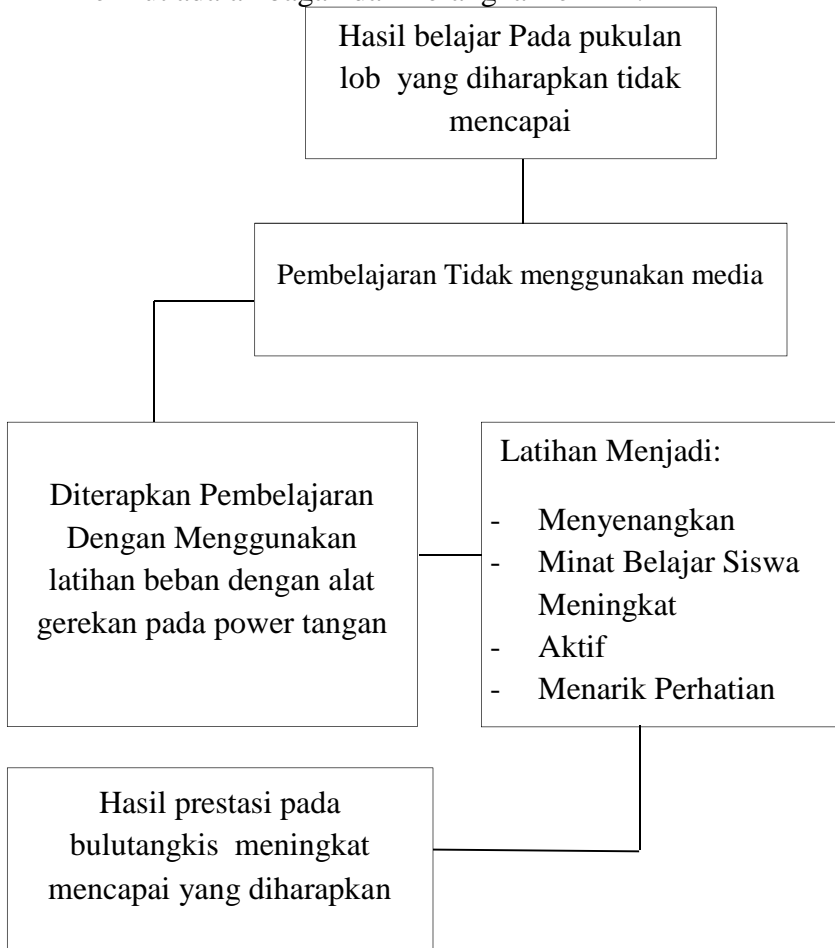 Hasil belajar Pada pukulan
lob yang diharapkan tidak
mencapai
Pembelajaran Tidak menggunakan media
Diterapkan Pembelajaran
Dengan Menggunakan
latihan beban dengan alat
gerekan pada power tangan
Latihan Menjadi:
- Menyenangkan
- Minat Belajar Siswa
Meningkat
- Aktif
- Menarik Perhatian
Hasil prestasi pada
bulutangkis meningkat
mencapai yang diharapkan